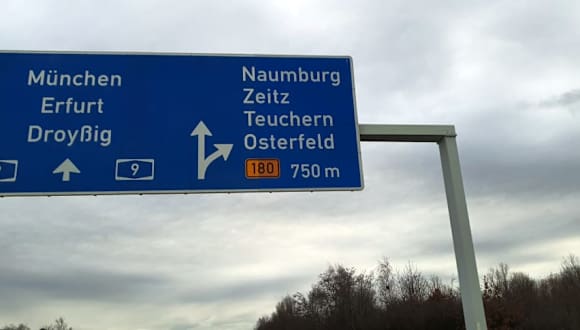 München
Erfurt
Droyßig
9
Naumburg
Zeitz
Teuchern
Osterfeld
180 750 m